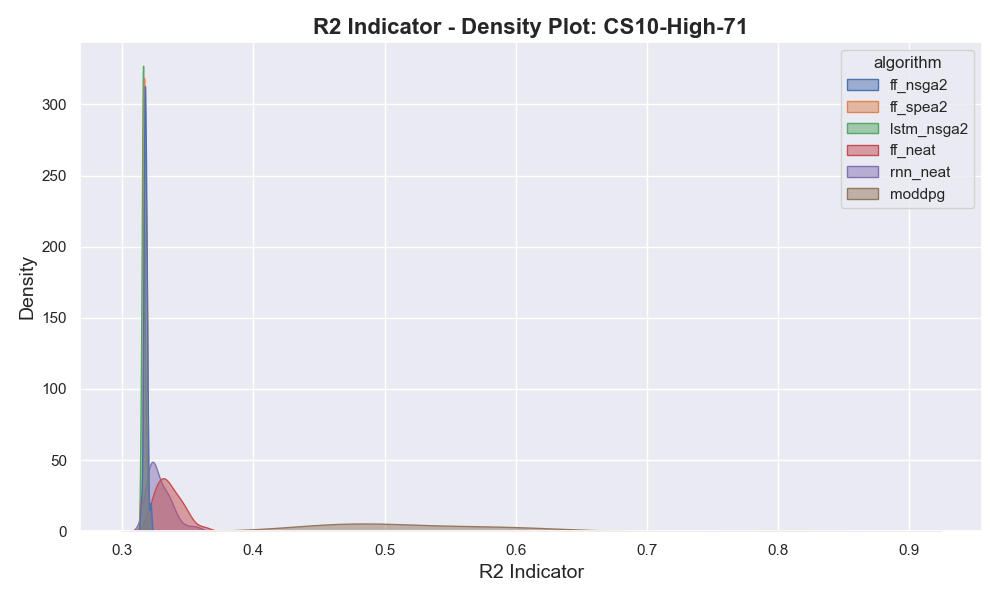 R2 Indicator - Density Plot: CS10-High-71
algorithm
ff_nsga2
ff_spea2
lstm_nsga2
ff_neat
rnn_neat
moddpg
Density
300
250
200
150
100
50
0
0.3 0.4 0.5 0.6 0.7 0.8 0.9
R2 Indicator